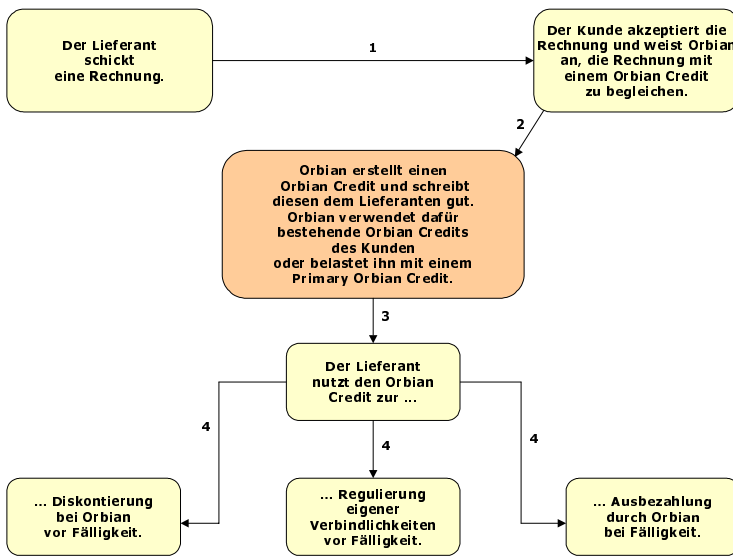 Der Lieferant
schickt
eine Rechnung.
1
Der Kunde akzeptiert die
Rechnung und weist Orbian
an, die Rechnung mit
einem Orbian Credit
zu begleichen.
2
Orbian erstellt einen
Orbian Credit und schreibt
diesen dem Lieferanten gut.
Orbian verwendet dafür
bestehende Orbian Credits
des Kunden
oder belastet ihn mit einem
Primary Orbian Credit.
3
Der Lieferant
nutzt den Orbian
Credit zur ...
4
4
4
... Diskontierung
bei Orbian
vor Fälligkeit.
... Regulierung
eigener
Verbindlichkeiten
vor Fälligkeit.
... Ausbezahlung
durch Orbian
bei Fälligkeit.